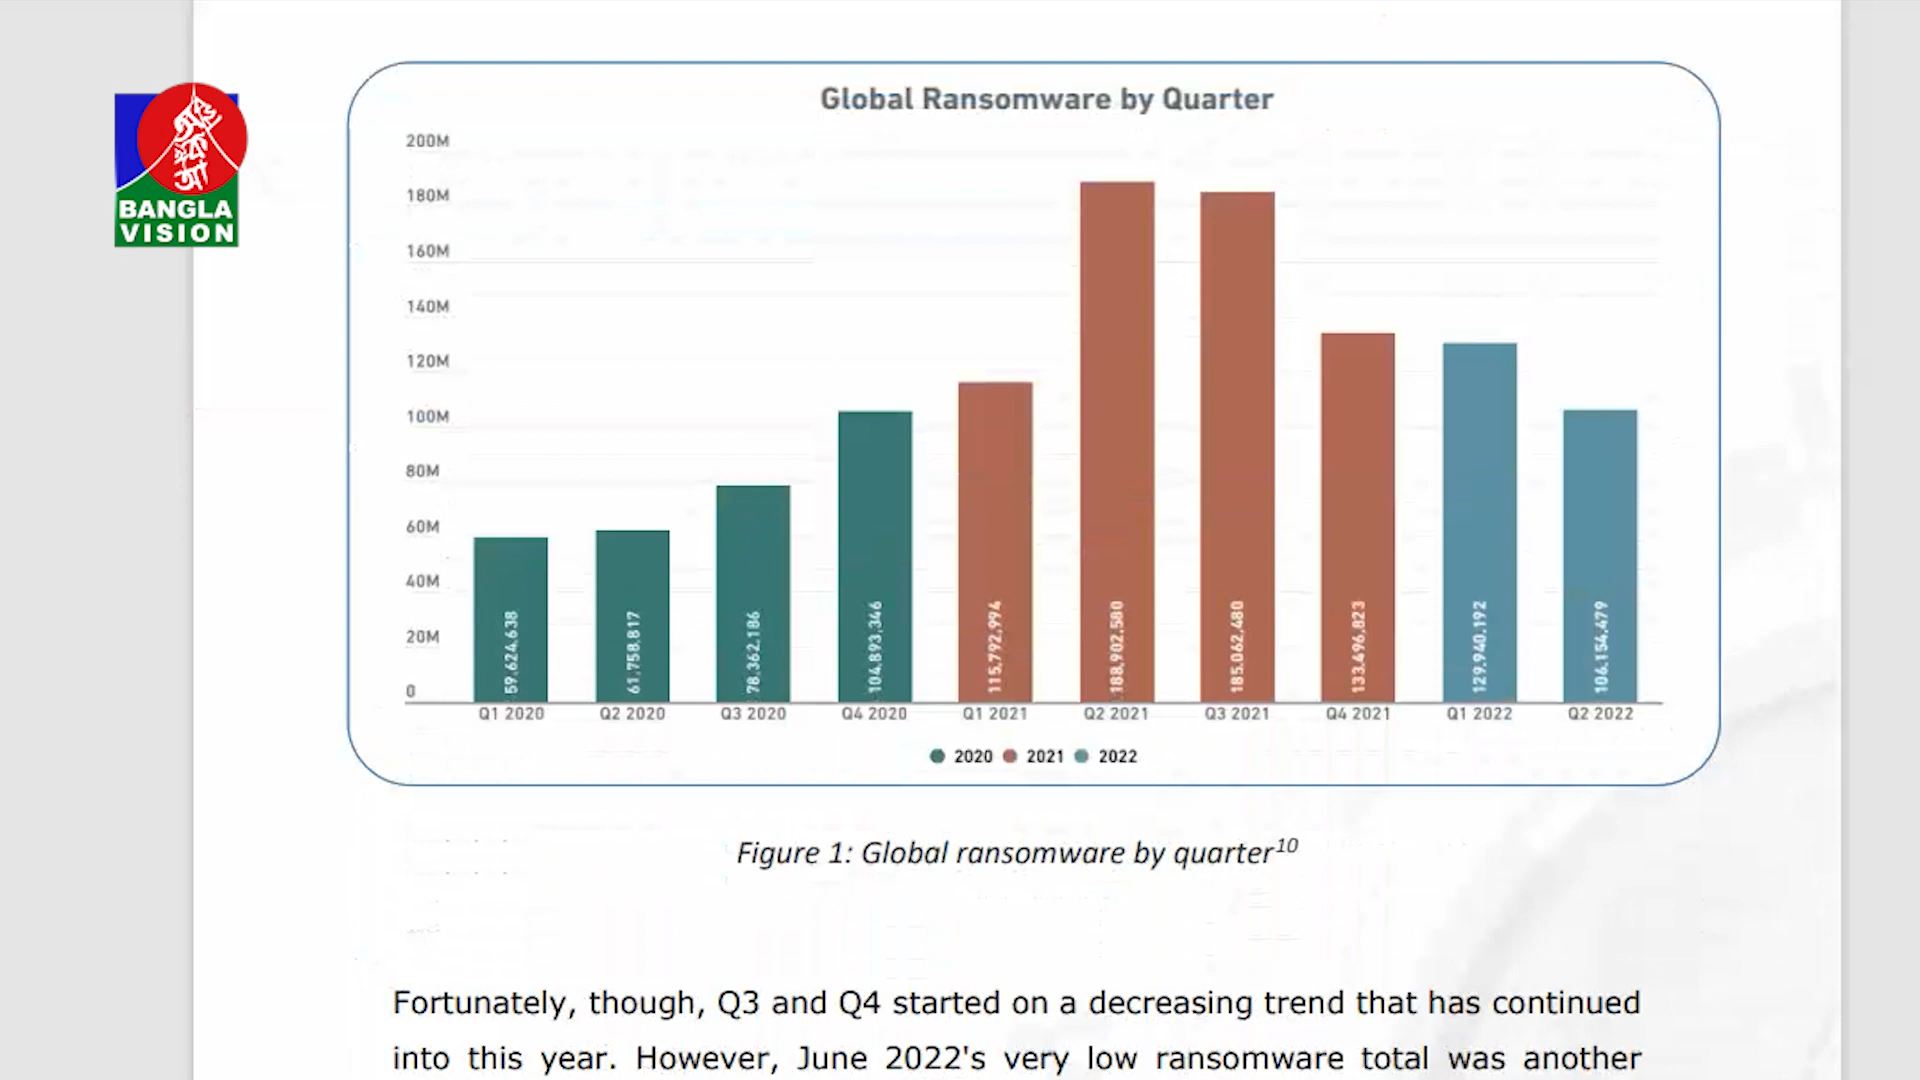 Global Ransomware by Quarter
200M
180M
160M
140M
120M
100M
80M
60M
40M
20M
0
59,624,638
61,758,817
78,362,186
104,893,346
115,792,994
188,902,580
185,062,480
133,496,823
129,940,192
106,154,479
Q1 2020 Q2 2020 Q3 2020 Q4 2020 Q1 2021 Q2 2021 Q3 2021 Q4 2021 Q1 2022 Q2 2022
2020 2021 2022
BANGLA
VISION
Figure 1: Global ransomware by quarter10
Fortunately, though, Q3 and Q4 started on a decreasing trend that has continued
into this year. However, June 2022's very low ransomware total was another